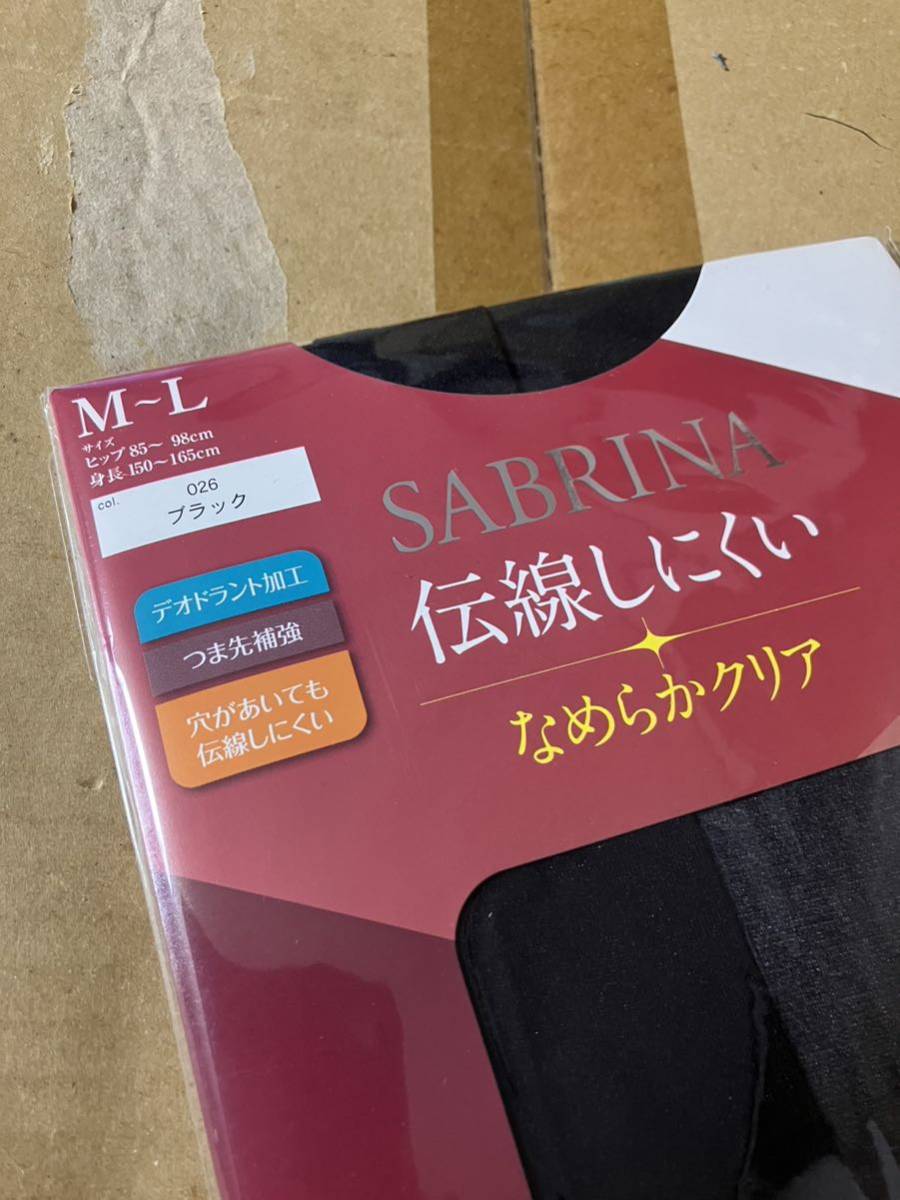 M~L
サイズ
ヒップ 85~ 98cm
身長 150~165cm
col.
026
ブラック
デオドラント加工
つま先補強
穴があいても
伝線しにくい
SABRINA
伝線しにくい
なめらかクリア